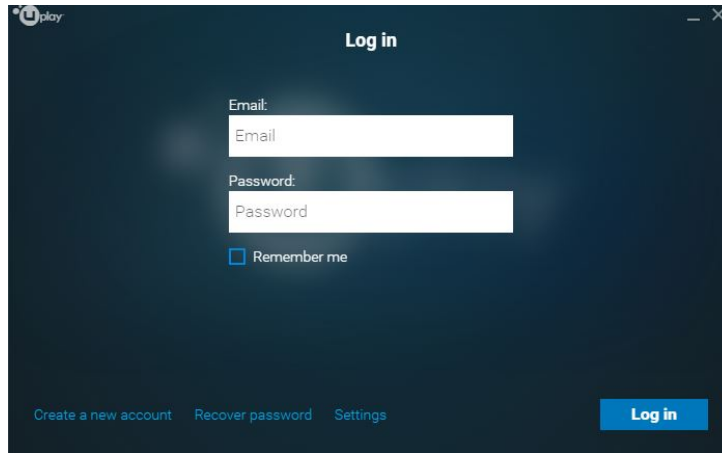 Uplay
Log in
Email:
Email
Password:
Password
Remember me
Create a new account Recover password Settings Log in